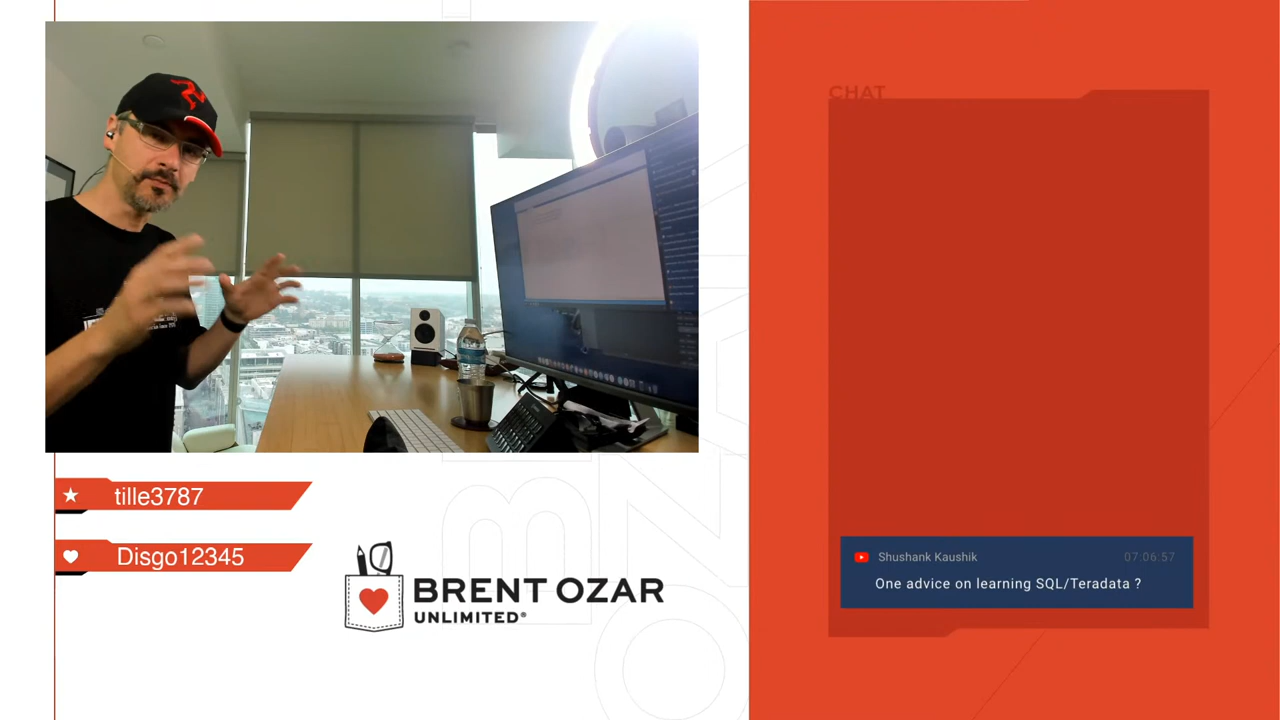 CHAT
tille3787
Disgo12345
BRENT OZAR
UNLIMITED®
Shushank Kaushik
07:06:57
One advice on learning SQL/Teradata ?